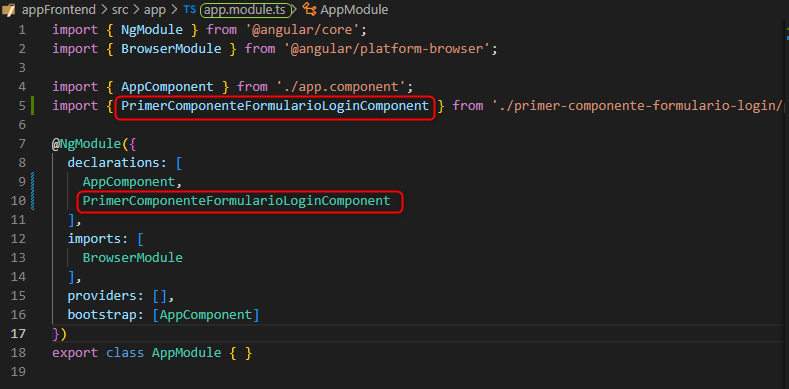 appFrontend > src > app > TS app.module.ts > AppModule
1 import { NgModule } from '@angular/core';
2 import { BrowserModule } from '@angular/platform-browser';
3
4 import { AppComponent } from './app.component';
5 import { PrimerComponenteFormularioLoginComponent } from './primer-componente-formulario-login/
6
7 @NgModule({
8   declarations: [
9     AppComponent,
10     PrimerComponenteFormularioLoginComponent
11   ],
12   imports: [
13     BrowserModule
14   ],
15   providers: [],
16   bootstrap: [AppComponent]
17 })
18 export class AppModule { }
19